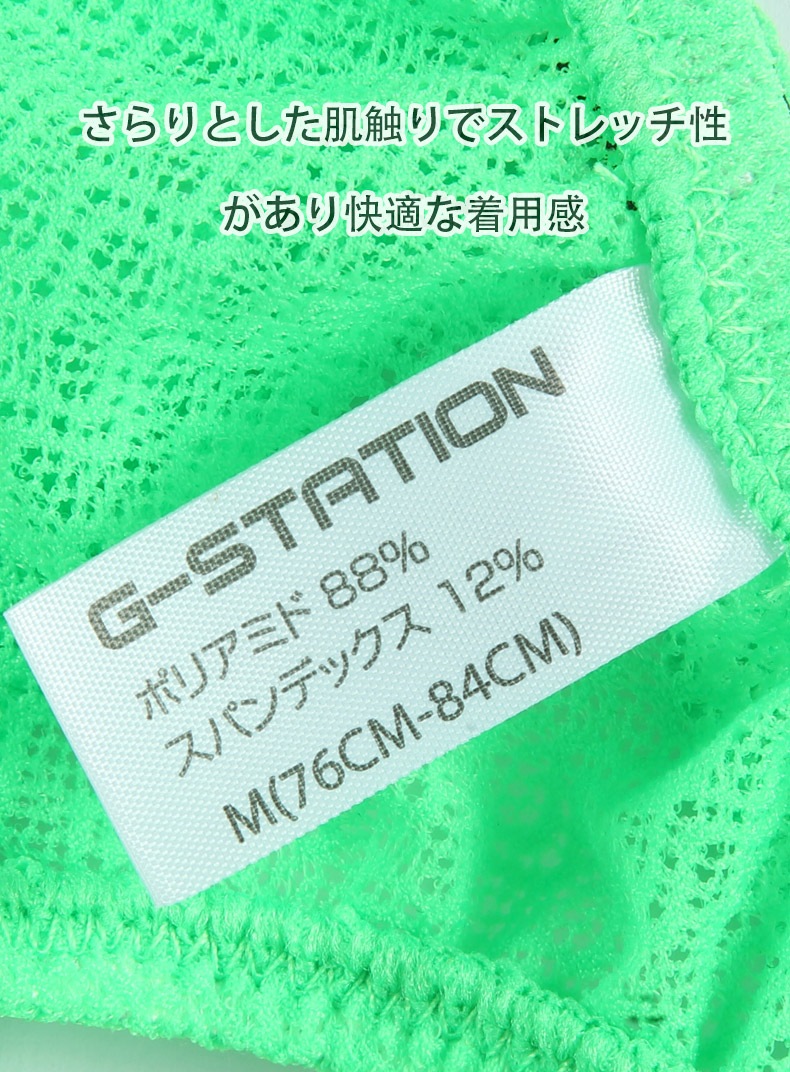 さらりとした肌触りでストレッチ性
があり快適な着用感
G-STATION
ポリアミド 88%
スパンデックス 12%
M(76CM-84CM)